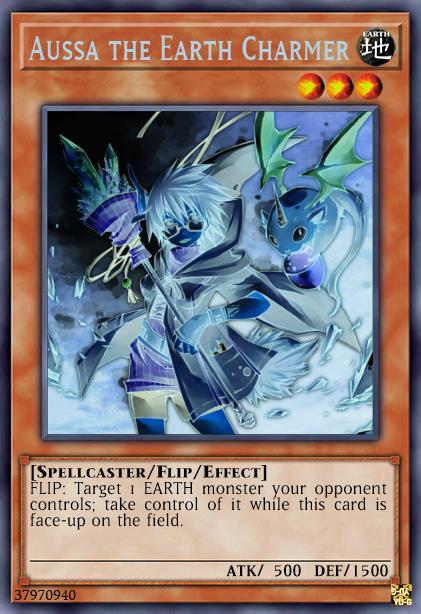 Aussa the Earth Charmer
EARTH
地
[Spellcaster/Flip/Effect]
FLIP: Target 1 EARTH monster your opponent
controls; take control of it while this card is
face-up on the field.
ATK/ 500 DEF/1500
37970940